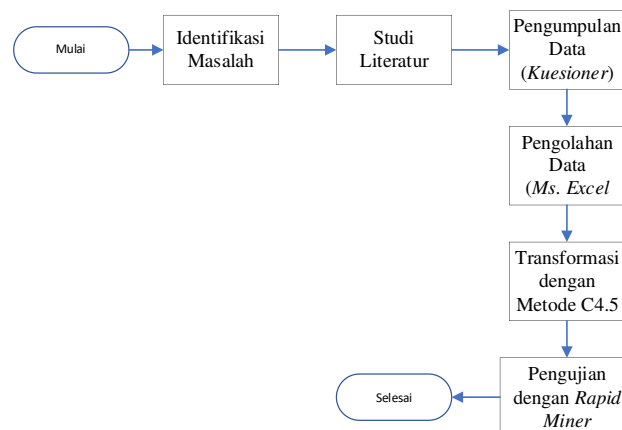 Mulai
Identifikasi
Masalah
Studi
Literatur
Pengumpulan
Data
(Kuesioner)
Pengolahan
Data
(Ms. Excel
Transformasi
dengan
Metode C4.5
Pengujian
dengan Rapid
Miner
Selesai